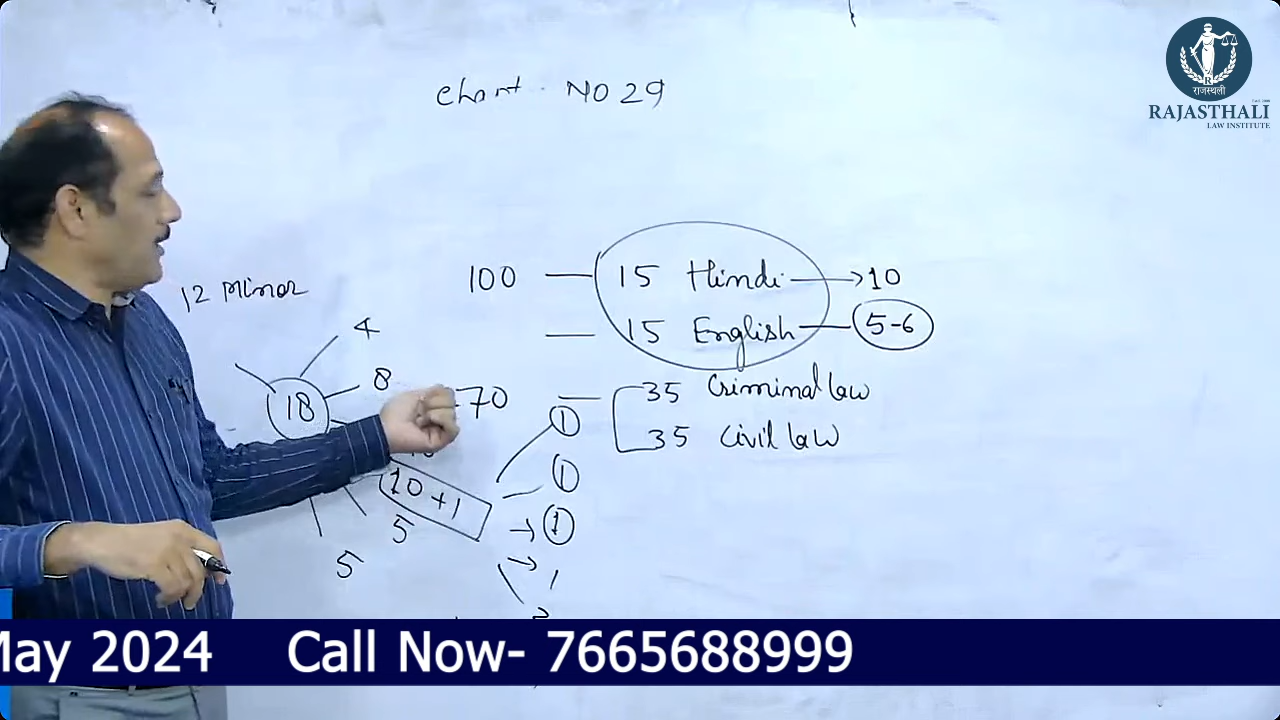 राजस्थली
RAJASTHALI
LAW INSTITUTE
Chart . NO 29
100 — 15 Hindi → 10
— 15 English — 5-6
70 — 35 Criminal law
35 Civil law
12 Minor
4
8
18
10+1
5
5
1
1
→ 1
→ 1
May 2024 Call Now- 7665688999